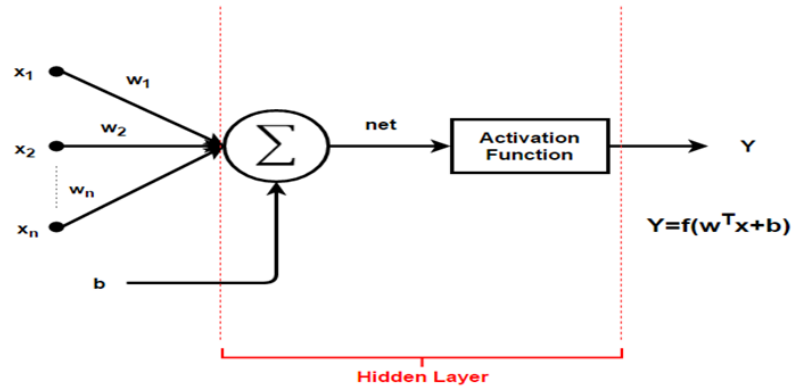 x1
w1
x2
w2
wn
xn
b
Σ
net
Activation
Function
Y
Y=f(wᵀx+b)
Hidden Layer